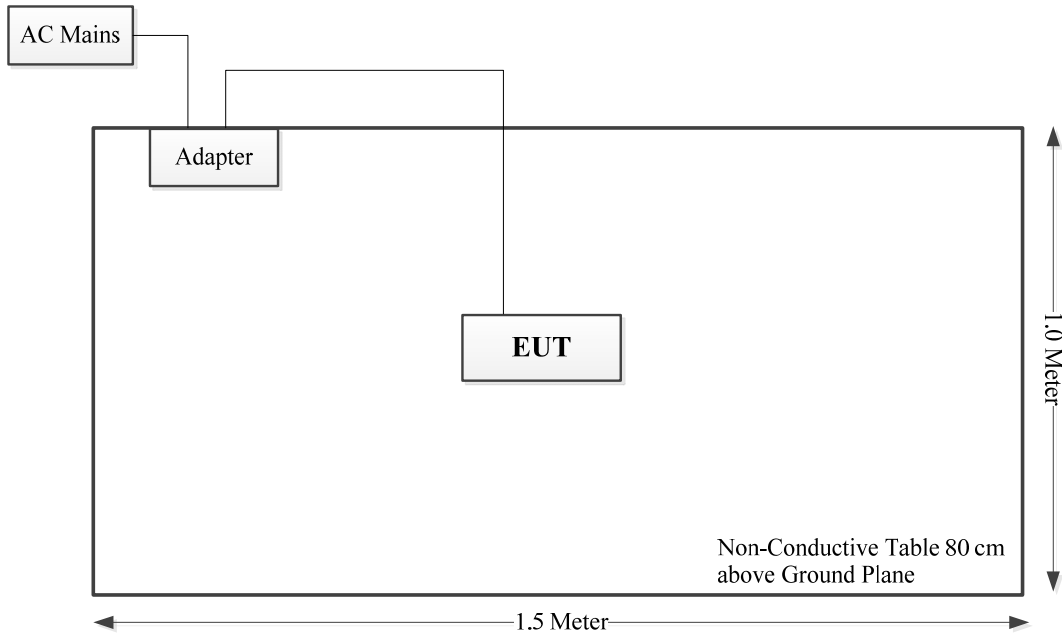 AC Mains
Adapter
EUT
1.0 Meter
Non-Conductive Table 80 cm
above Ground Plane
1.5 Meter